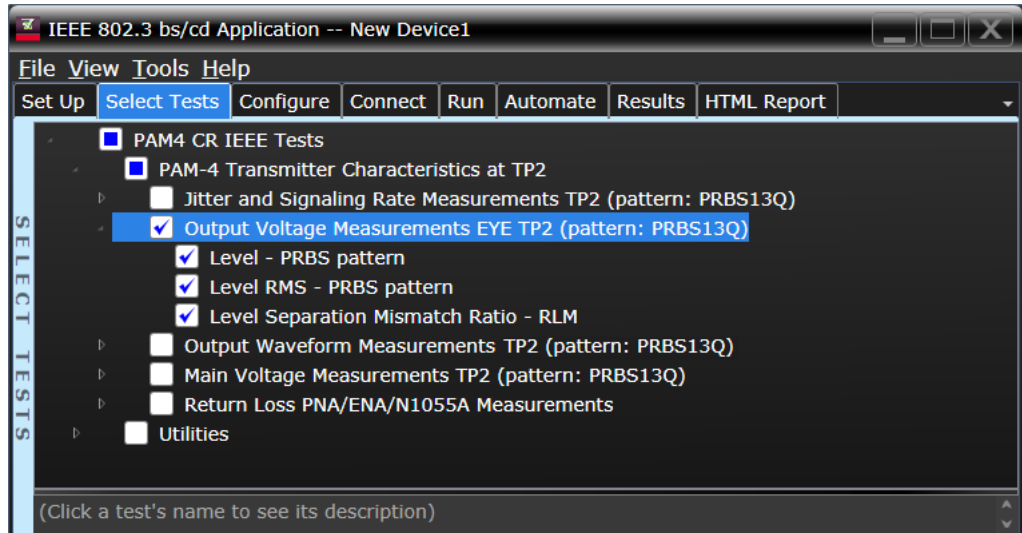 IEEE 802.3 bs/cd Application -- New Device1
File View Tools Help
Set Up Select Tests Configure Connect Run Automate Results HTML Report
SELECT TESTS
PAM4 CR IEEE Tests
PAM-4 Transmitter Characteristics at TP2
Jitter and Signaling Rate Measurements TP2 (pattern: PRBS13Q)
Output Voltage Measurements EYE TP2 (pattern: PRBS13Q)
Level - PRBS pattern
Level RMS - PRBS pattern
Level Separation Mismatch Ratio - RLM
Output Waveform Measurements TP2 (pattern: PRBS13Q)
Main Voltage Measurements TP2 (pattern: PRBS13Q)
Return Loss PNA/ENA/N1055A Measurements
Utilities
(Click a test's name to see its description)